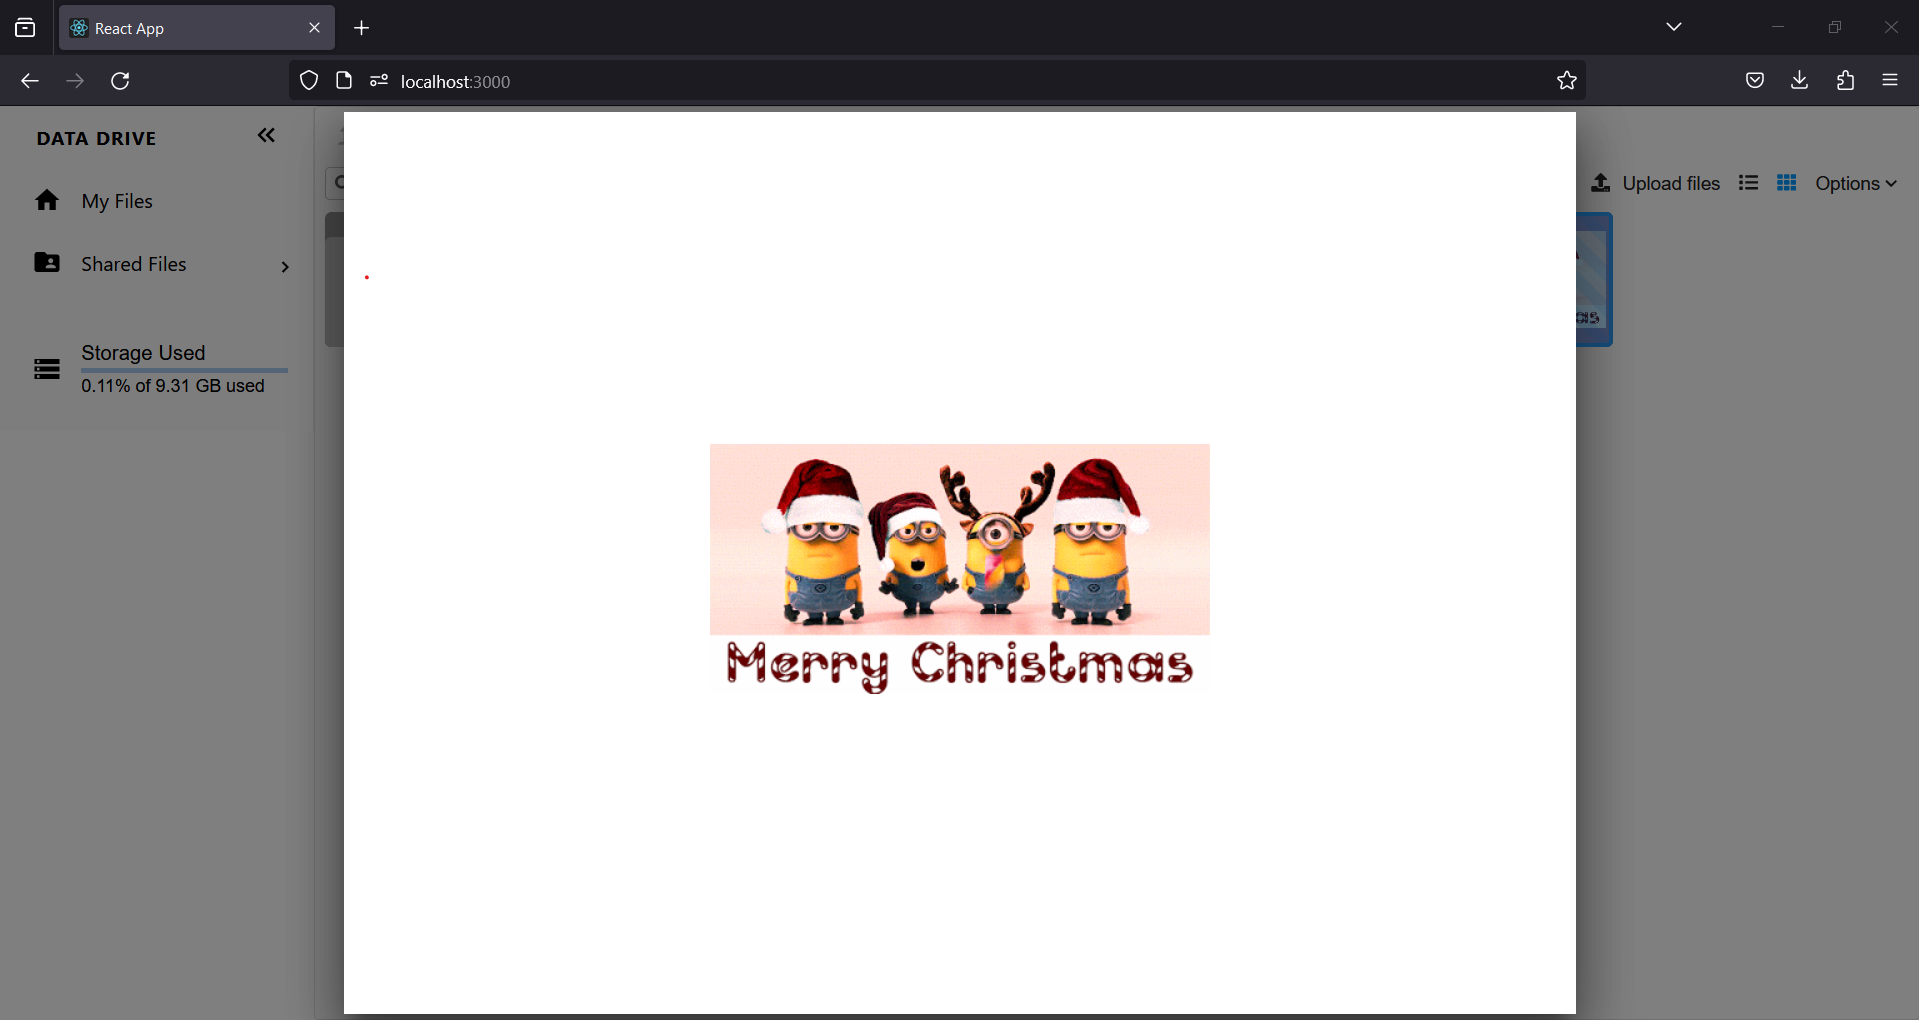 React App
localhost:3000
DATA DRIVE
My Files
Shared Files
Storage Used
0.11% of 9.31 GB used
Upload files
Options
as
Merry Christmas